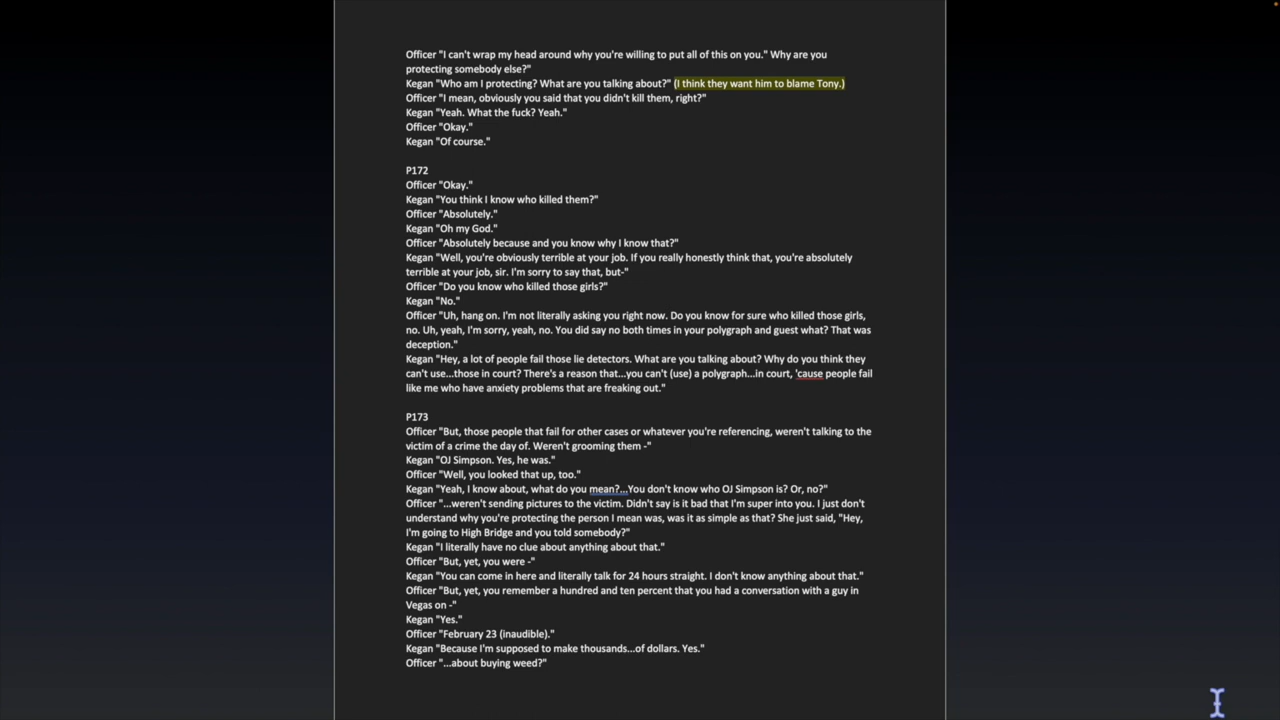 Officer "I can't wrap my head around why you're willing to put all of this on you." Why are you
protecting somebody else?"
Kegan "Who am I protecting? What are you talking about?" (I think they want him to blame Tony.)
Officer "I mean, obviously you said that you didn't kill them, right?"
Kegan "Yeah. What the fuck? Yeah."
Officer "Okay."
Kegan "Of course."
P172
Officer "Okay."
Kegan "You think I know who killed them?"
Officer "Absolutely."
Kegan "Oh my God."
Officer "Absolutely because and you know why I know that?"
Kegan "Well, you're obviously terrible at your job. If you really honestly think that, you're absolutely
terrible at your job, sir. I'm sorry to say that, but-"
Officer "Do you know who killed those girls?"
Kegan "No."
Officer "Uh, hang on. I'm not literally asking you right now. Do you know for sure who killed those girls,
no. Uh, yeah, I'm sorry, yeah, no. You did say no both times in your polygraph and guest what? That was
deception."
Kegan "Hey, a lot of people fail those lie detectors. What are you talking about? Why do you think they
can't use...those in court? There's a reason that...you can't (use) a polygraph...in court, 'cause people fail
like me who have anxiety problems that are freaking out."
P173
Officer "But, those people that fail for other cases or whatever you're referencing, weren't talking to the
victim of a crime the day of. Weren't grooming them -"
Kegan "OJ Simpson. Yes, he was."
Officer "Well, you looked that up, too."
Kegan "Yeah, I know about, what do you mean?...You don't know who OJ Simpson is? Or, no?"
Officer "...weren't sending pictures to the victim. Didn't say is it bad that I'm super into you. I just don't
understand why you're protecting the person I mean was, was it as simple as that? She just said, "Hey,
I'm going to High Bridge and you told somebody?"
Kegan "I literally have no clue about anything about that."
Officer "But, yet, you were -"
Kegan "You can come in here and literally talk for 24 hours straight. I don't know anything about that."
Officer "But, yet, you remember a hundred and ten percent that you had a conversation with a guy in
Vegas on -"
Kegan "Yes."
Officer "February 23 (inaudible)."
Kegan "Because I'm supposed to make thousands...of dollars. Yes."
Officer "...about buying weed?"